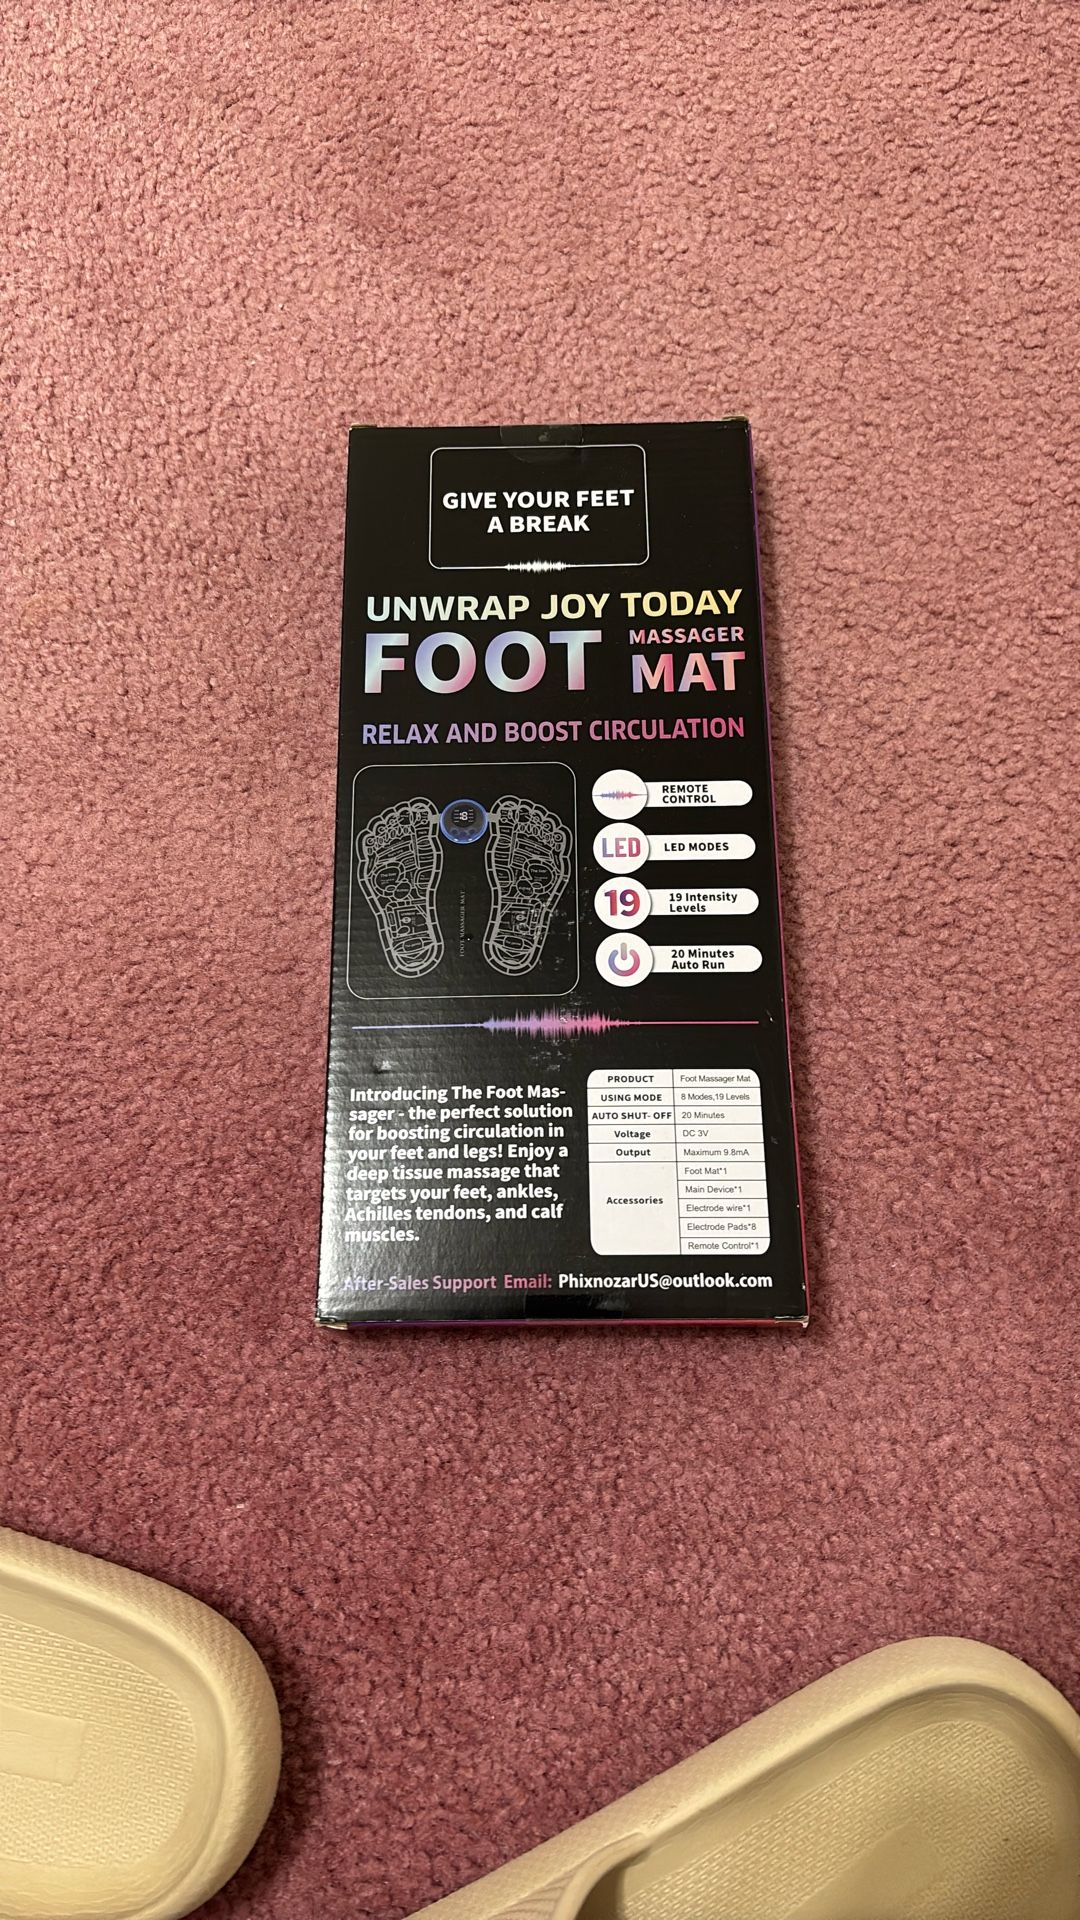 GIVE YOUR FEET
A BREAK
UNWRAP JOY TODAY
FOOT MASSAGER
MAT
RELAX AND BOOST CIRCULATION
8
FOOT MASSAGER MAT
REMOTE
CONTROL
LED LED MODES
19 19 Intensity
Levels
20 Minutes
Auto Run
Introducing The Foot Mas-
sager - the perfect solution
for boosting circulation in
your feet and legs! Enjoy a
deep tissue massage that
targets your feet, ankles,
Achilles tendons, and calf
muscles.
PRODUCT Foot Massager Mat
USING MODE 8 Modes,19 Levels
AUTO SHUT- OFF 20 Minutes
Voltage DC 3V
Output Maximum 9.8mA
Accessories
Foot Mat*1
Main Device*1
Electrode wire*1
Electrode Pads*8
Remote Control*1
After-Sales Support Email: PhixnozarUS@outlook.com